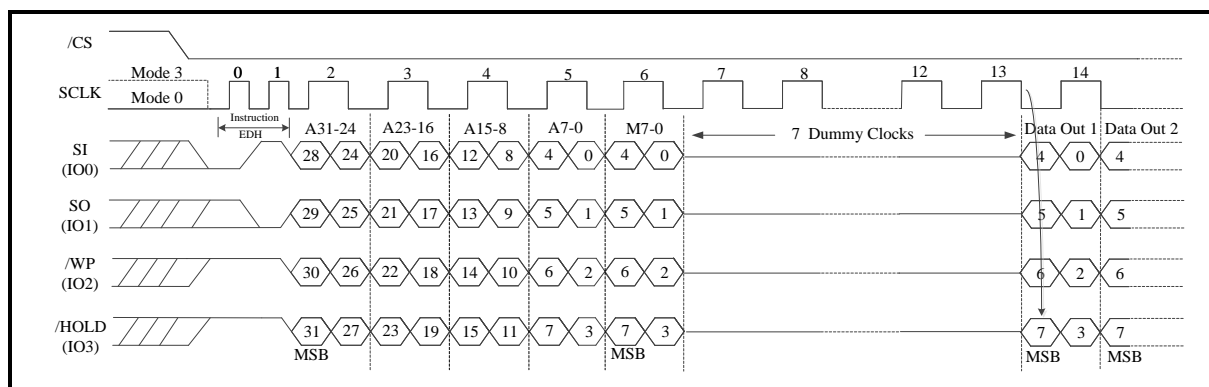 /CS
Mode 3 0 1 2 3 4 5 6 7 8 12 13 14
SCLK Mode 0
Instruction
EDH A31-24 A23-16 A15-8 A7-0 M7-0 7 Dummy Clocks Data Out 1 Data Out 2
SI
(IO0) 28 24 20 16 12 8 4 0 4 0 4 0 4
SO
(IO1) 29 25 21 17 13 9 5 1 5 1 5 1 5
/WP
(IO2) 30 26 22 18 14 10 6 2 6 2 6 2 6
/HOLD
(IO3) 31 27 23 19 15 11 7 3 7 3 7 3 7
MSB MSB MSB MSB